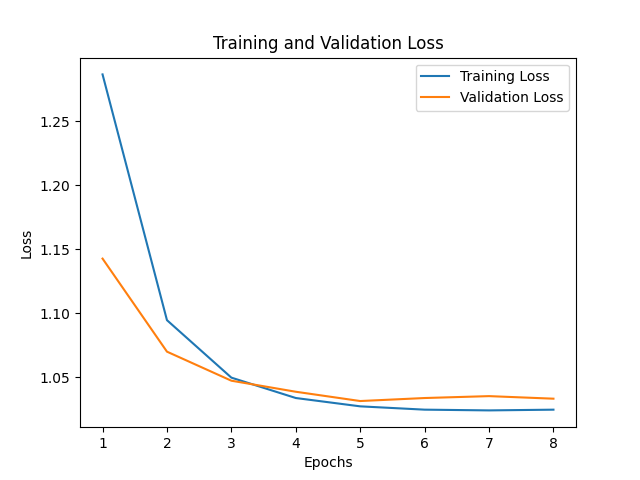 Training and Validation Loss
Training Loss
Validation Loss
Loss
1.25
1.20
1.15
1.10
1.05
1 2 3 4 5 6 7 8
Epochs